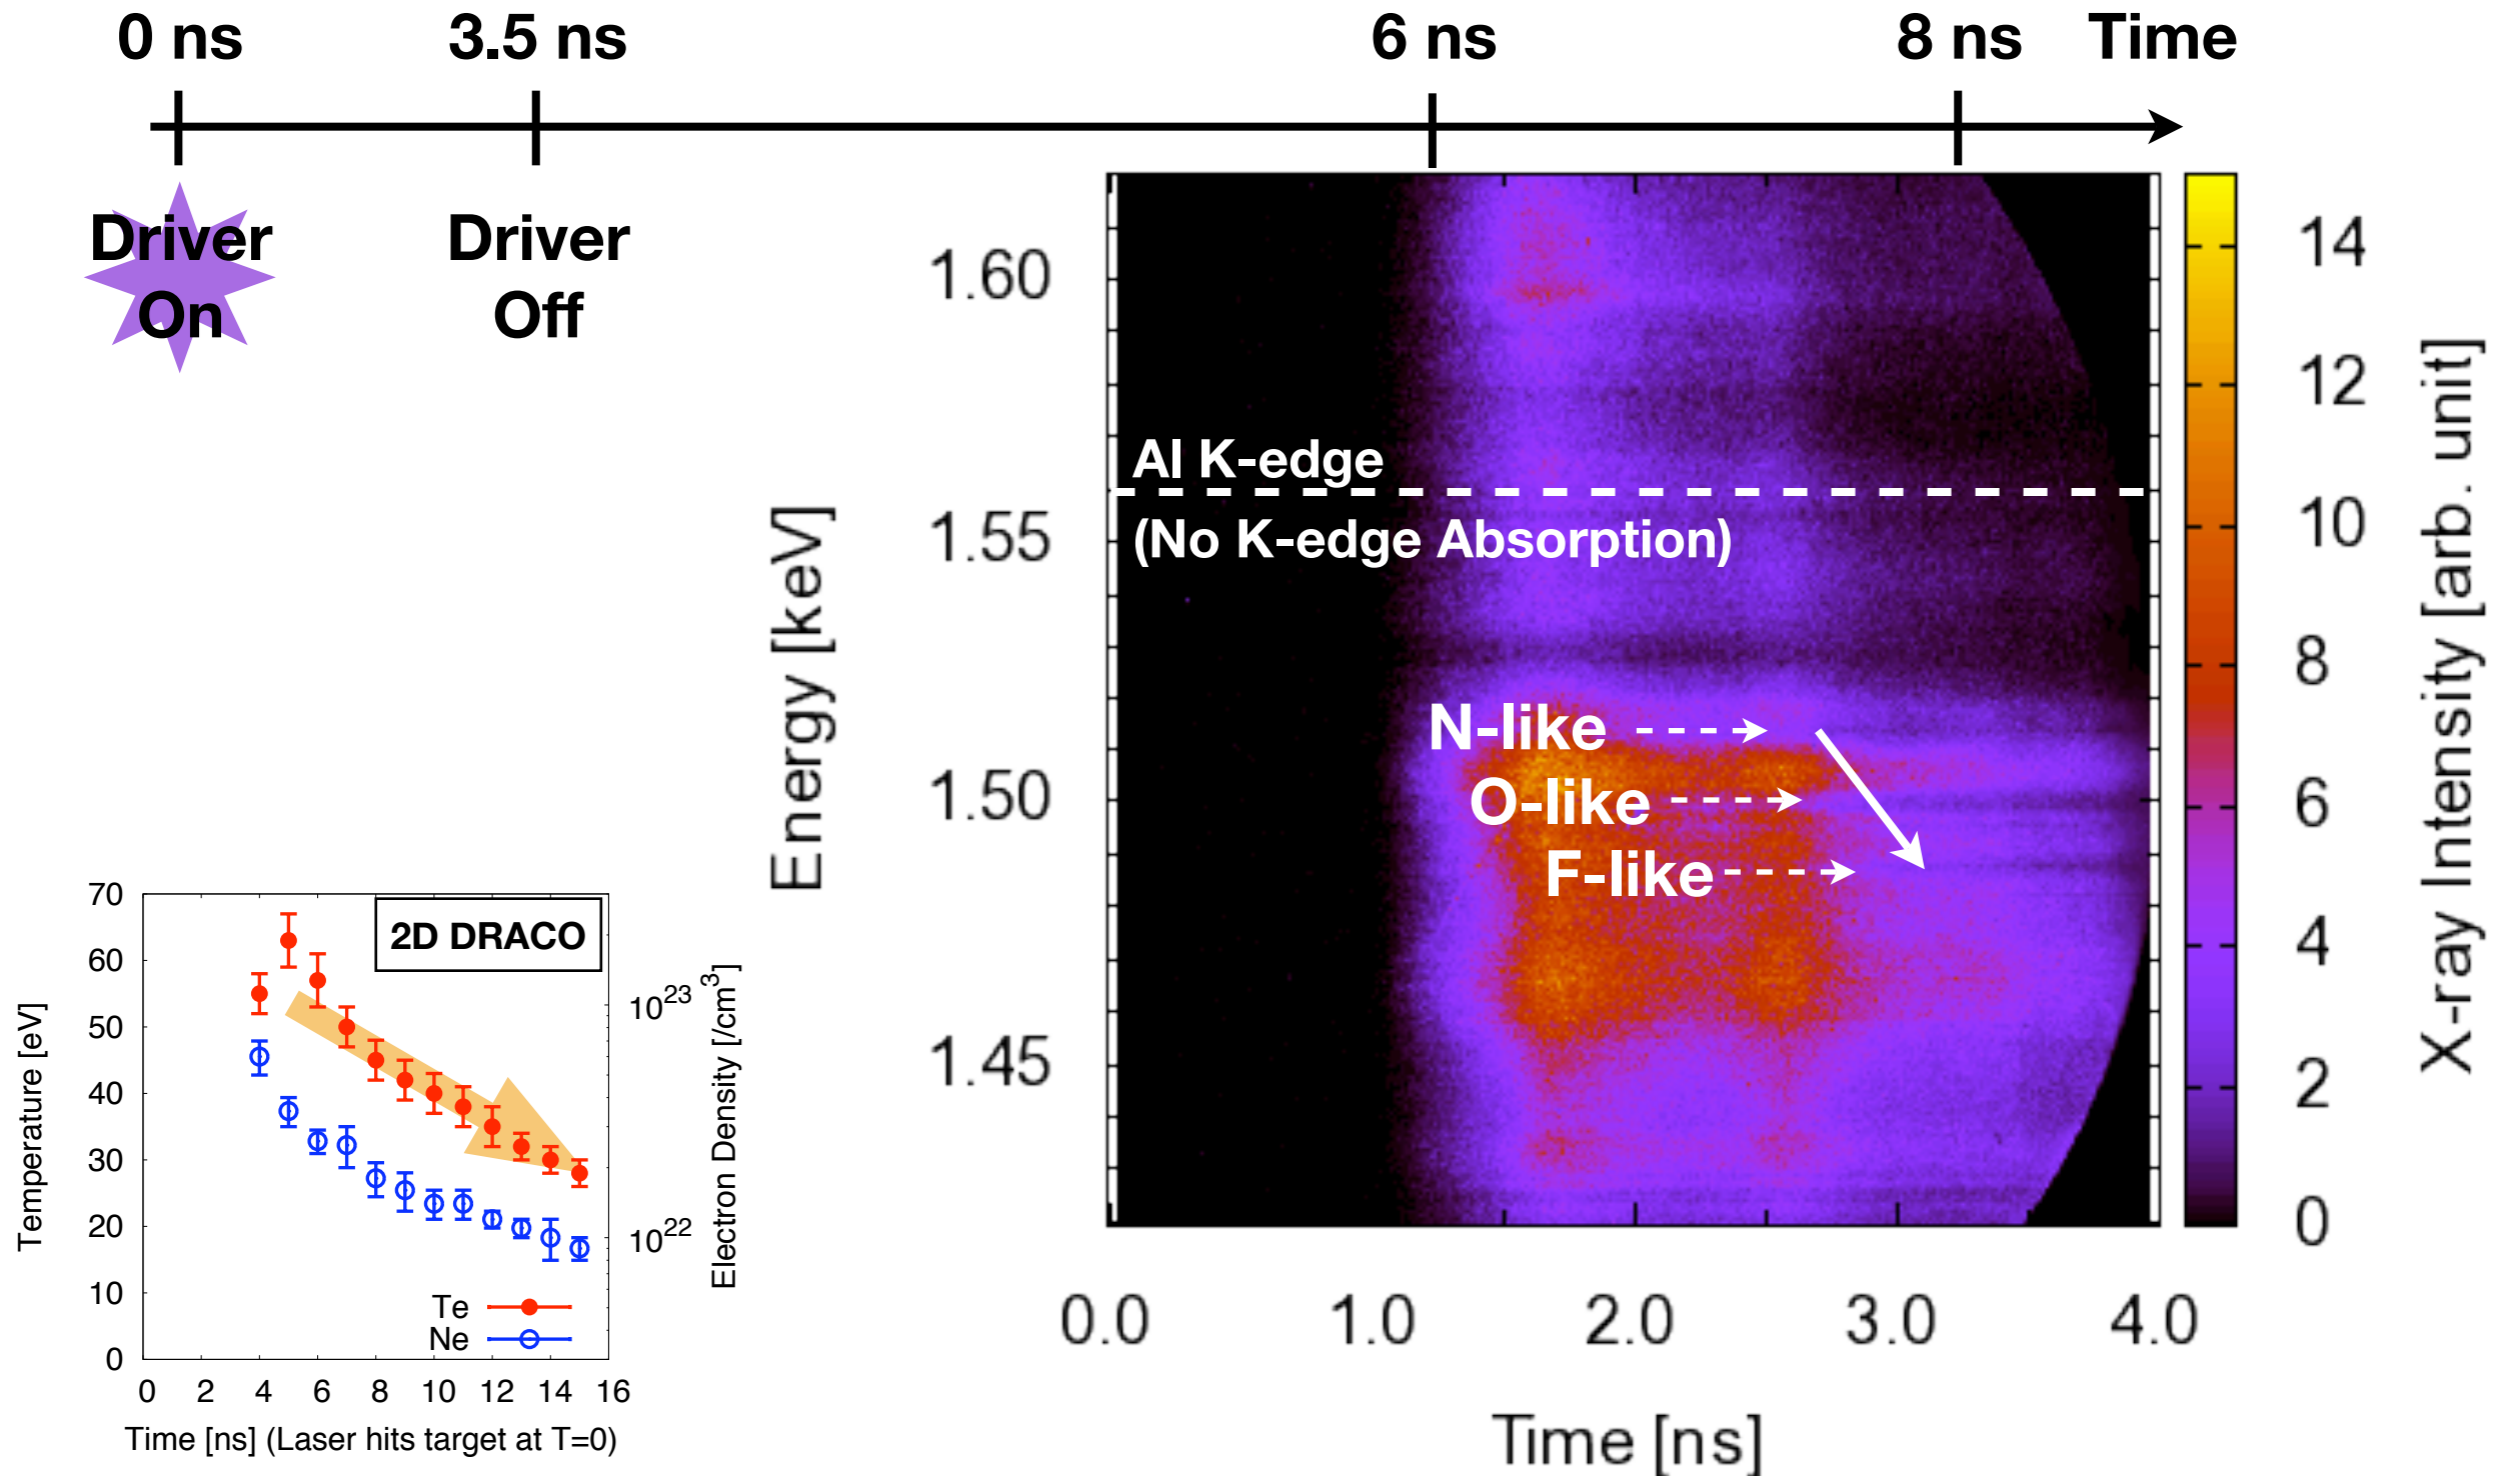 0 ns 3.5 ns 6 ns 8 ns Time
Driver On
Driver Off
Energy [keV]
1.60
1.55
1.50
1.45
Al K-edge
(No K-edge Absorption)
N-like
O-like
F-like
0.0 1.0 2.0 3.0 4.0
Time [ns]
14
12
10
8
6
4
2
0
X-ray Intensity [arb. unit]
2D DRACO
Temperature [eV]
70
60
50
40
30
20
10
0
10^23
10^22
Electron Density [/cm^3]
Te
Ne
0 2 4 6 8 10 12 14 16
Time [ns] (Laser hits target at T=0)